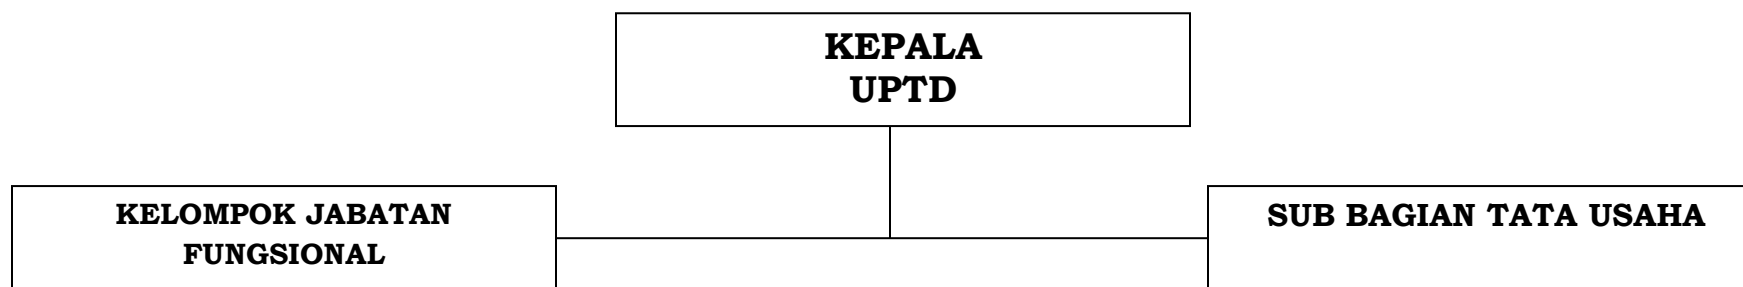 KEPALA
UPTD
KELOMPOK JABATAN
FUNGSIONAL
SUB BAGIAN TATA USAHA